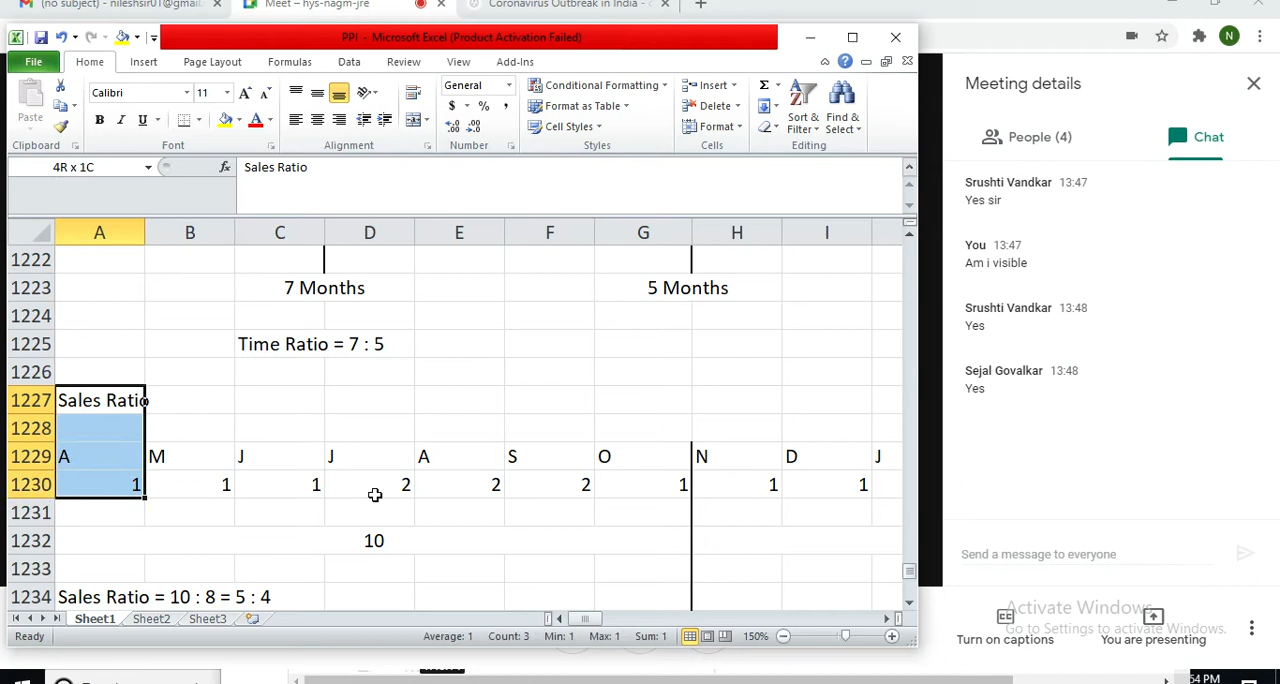 (no subject) - nileshsir01@gmail.
Meet – hys-nagm-jre
Coronavirus Outbreak in India - c
PPI - Microsoft Excel (Product Activation Failed)
N
File Home Insert Page Layout Formulas Data Review View Add-Ins
Calibri 11 General Conditional Formatting Insert
Paste Format as Table Delete Sort & Find &
B I U Cell Styles Format Filter Select
Clipboard Font Alignment Number Styles Cells Editing
4R x 1C fx Sales Ratio
A B C D E F G H I
1222
1223 7 Months 5 Months
1224
1225 Time Ratio = 7 : 5
1226
1227 Sales Ratio
1228
1229 A M J J A S O N D J
1230 1 1 1 2 2 2 1 1 1
1231
1232 10
1233
1234 Sales Ratio = 10 : 8 = 5 : 4
Sheet1 Sheet2 Sheet3
Ready Average: 1 Count: 3 Min: 1 Max: 1 Sum: 1 150%
Meeting details
People (4) Chat
Srushti Vandkar 13:47
Yes sir
You 13:47
Am i visible
Srushti Vandkar 13:48
Yes
Sejal Govalkar 13:48
Yes
Send a message to everyone
Activate Windows
Go to Settings to activate Windows.
Turn on captions
You are presenting
54 PM